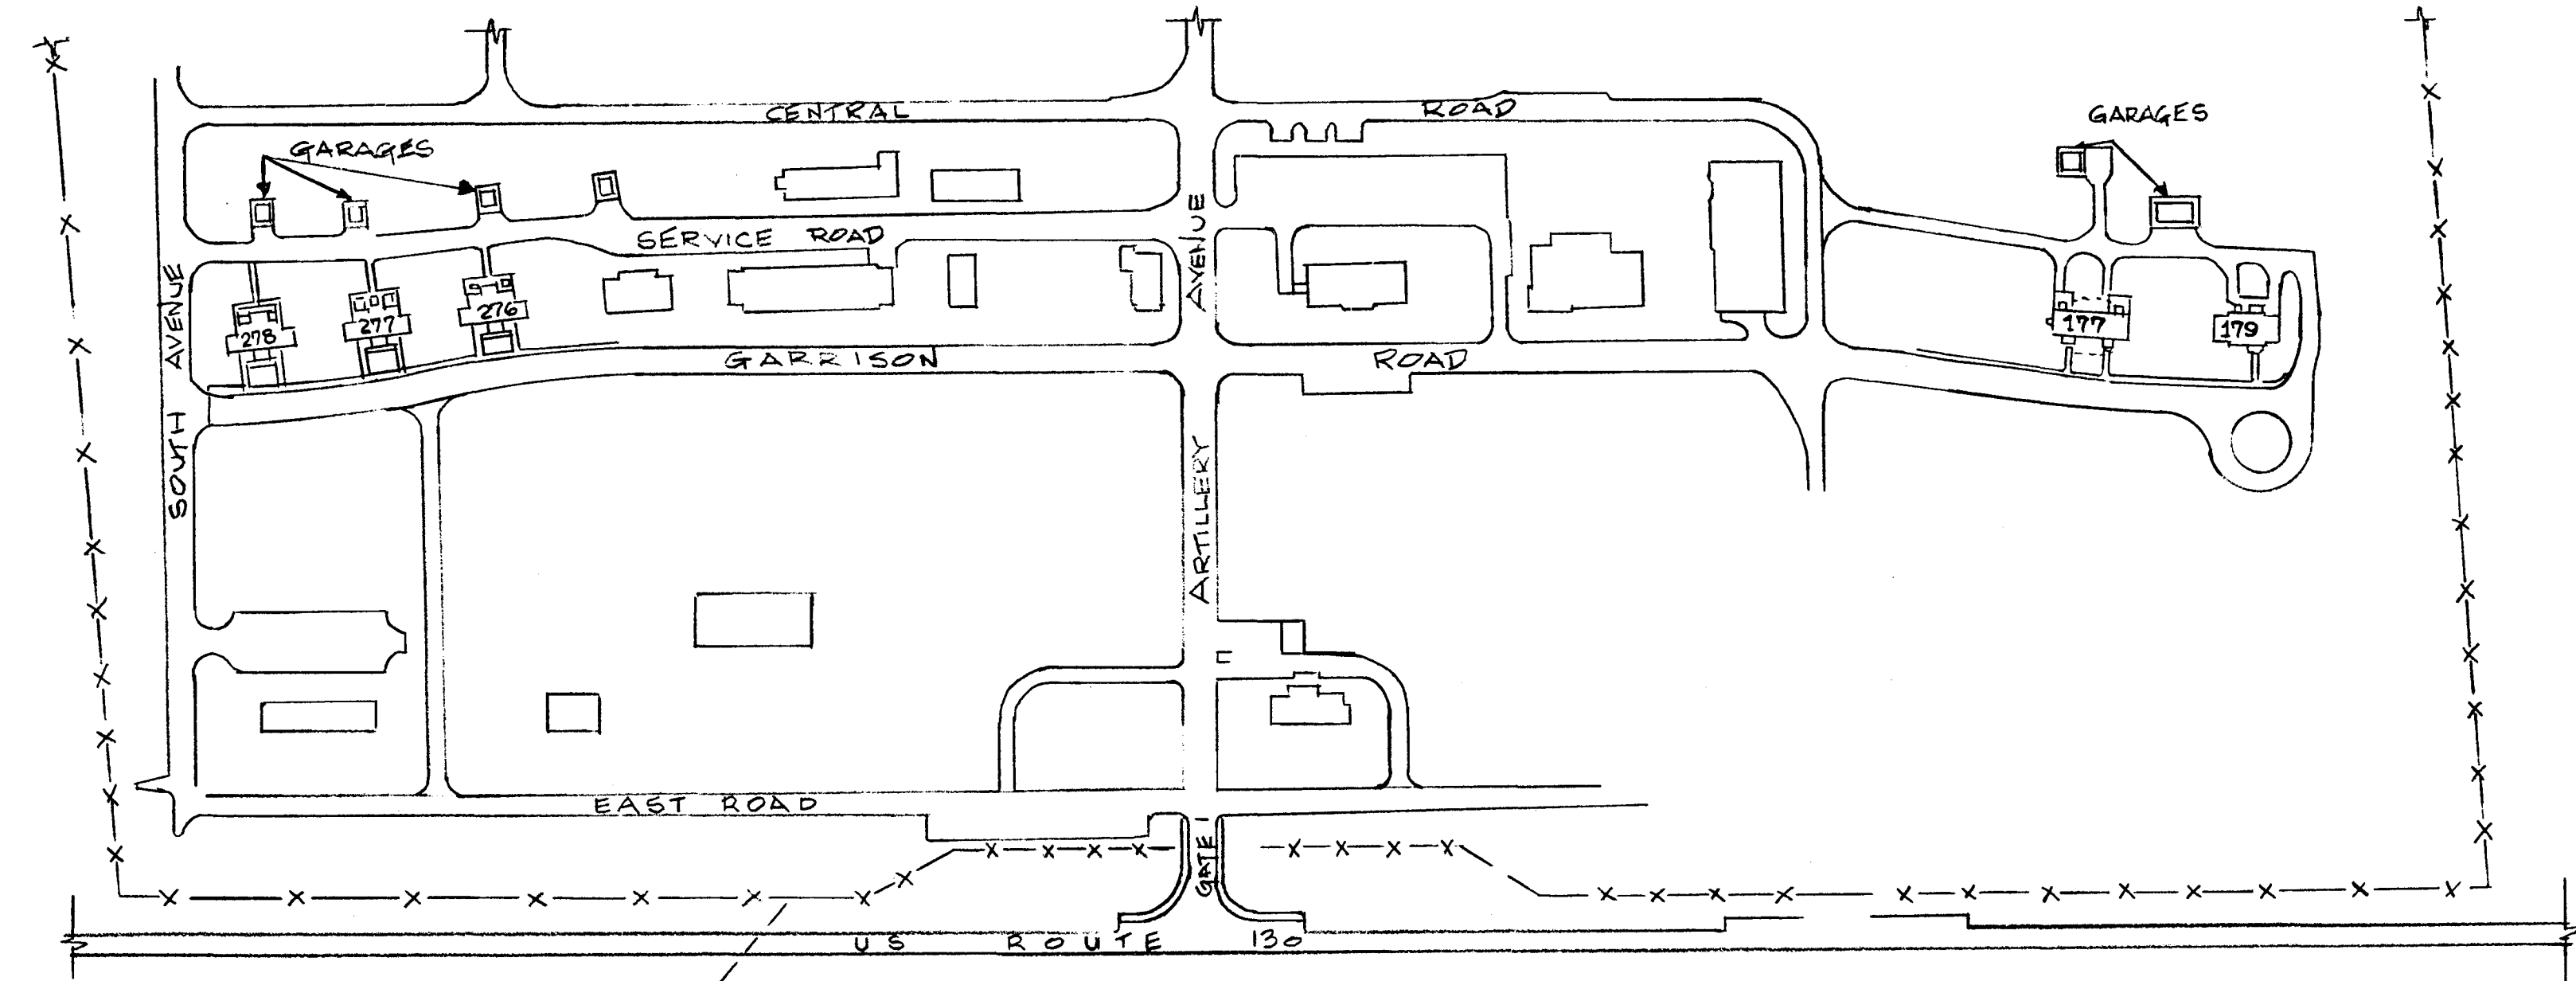 CENTRAL ROAD
GARAGES
GARAGES
SERVICE ROAD
SOUTH AVENUE
278
277
276
177
179
GARRISON ROAD
ARTILLERY AVENUE
EAST ROAD
GATE 1
US ROUTE 130